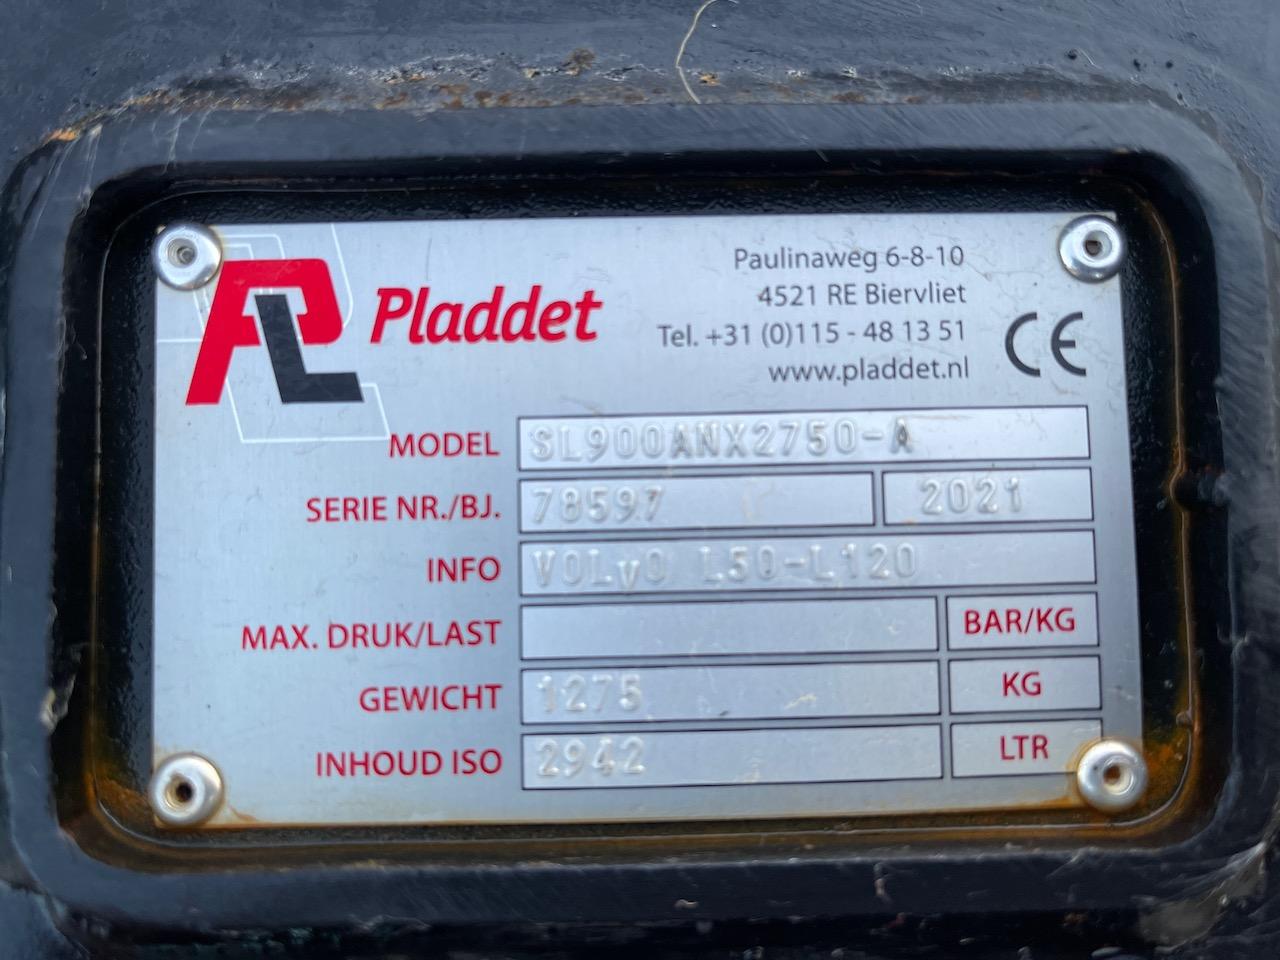 PL Pladdet
Paulinaweg 6-8-10
4521 RE Biervliet
Tel. +31 (0)115 - 48 13 51
www.pladdet.nl
CE
MODEL SL900ANX2750-A
SERIE NR./BJ. 78597 2021
INFO VOLvO L50-L120
MAX. DRUK/LAST BAR/KG
GEWICHT 1275 KG
INHOUD ISO 2942 LTR